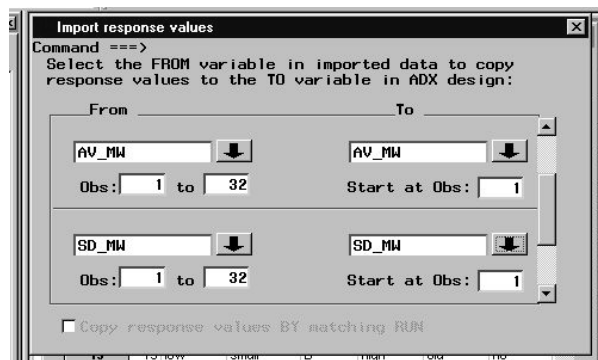 Import response values
Command ===>
Select the FROM variable in imported data to copy
response values to the TO variable in ADX design:
From To
AV_MW AV_MW
Obs: 1 to 32 Start at Obs: 1
SD_MW SD_MW
Obs: 1 to 32 Start at Obs: 1
Copy response values BY matching RUN